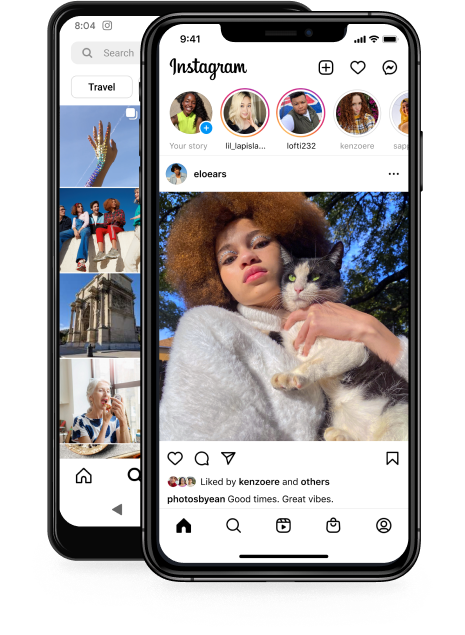 8:04
Search
Travel
9:41
Instagram
Your story lil_lapisla... lofti232 kenzoere sap
eloears
Liked by kenzoere and others
photosbyean Good times. Great vibes.